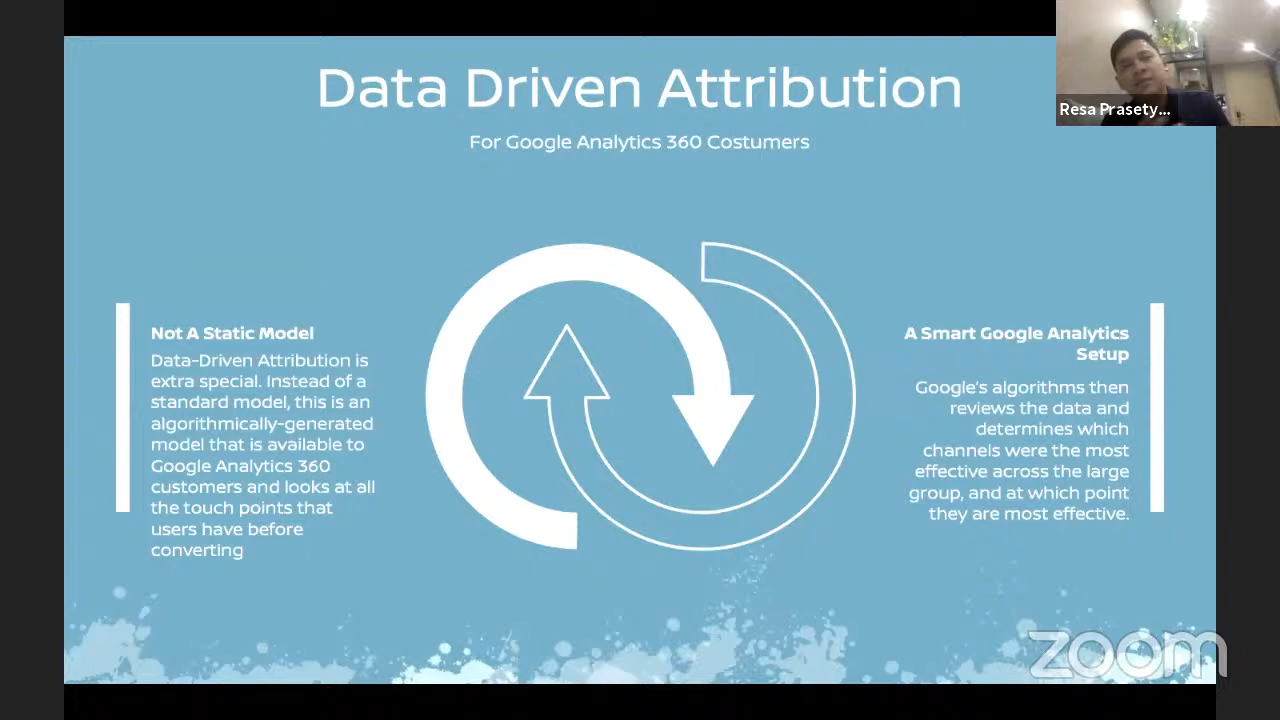 Data Driven Attribution
For Google Analytics 360 Costumers
Resa Prasety...
Not A Static Model
Data-Driven Attribution is
extra special. Instead of a
standard model, this is an
algorithmically-generated
model that is available to
Google Analytics 360
customers and looks at all
the touch points that
users have before
converting
A Smart Google Analytics
Setup
Google's algorithms then
reviews the data and
determines which
channels were the most
effective across the large
group, and at which point
they are most effective.
zoom